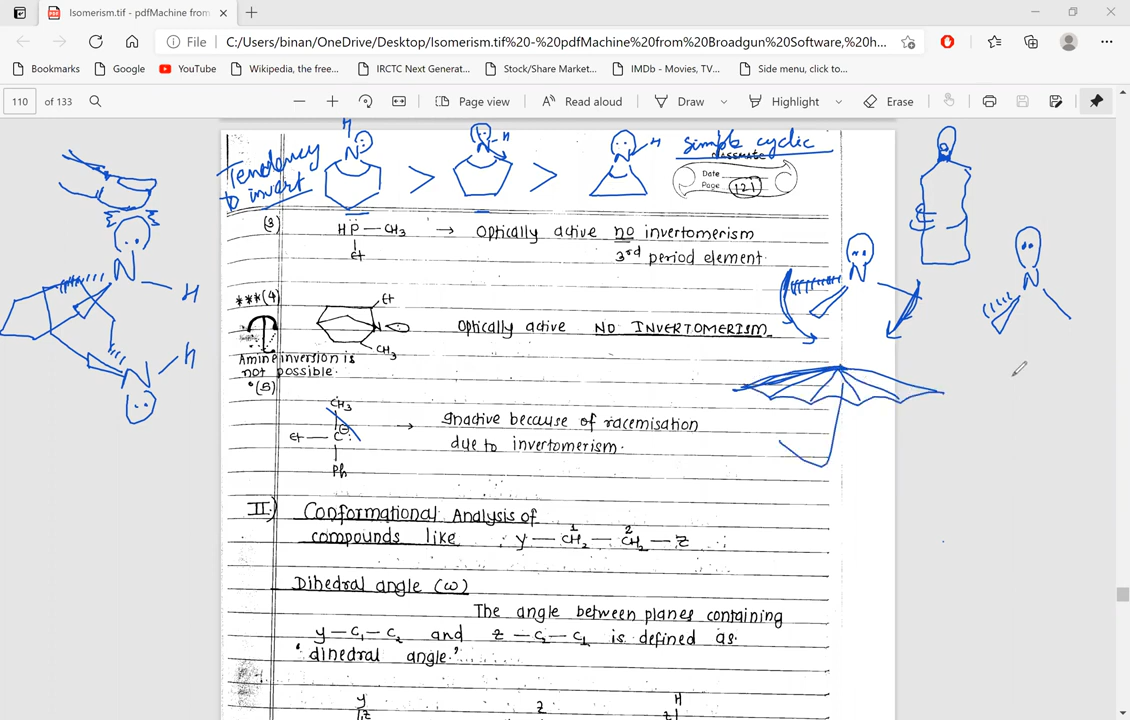 Isomerism.tif - pdfMachine from
File
C:/Users/binan/OneDrive/Desktop/Isomerism.tif%20-%20pdfMachine%20from%20Broadgun%20Software,%20h...
Bookmarks
Google
YouTube
Wikipedia, the free...
IRCTC Next Generat...
Stock/Share Market...
IMDb - Movies, TV...
Side menu, click to...
110 of 133
Page view
Read aloud
Draw
Highlight
Erase
Tendency to invert
H
N
>
N-H
>
N
H
simple cyclic
classmate
Date
Page 121
(3)
HP̈—CH3 → Optically active no invertomerism
Et
3rd period element
***(4)
Et
N
CH3
Optically active NO INVERTOMERISM
Amine inversion is
not possible.
(5)
CH3
Et—C:
Ph
→ Inactive because of racemisation
due to invertomerism.
N
H
N
H
N
N
II) Conformational Analysis of
compounds like y—CH2—CH2—Z
1 2
Dihedral angle (ω)
The angle between planes containing
y—C1—C2 and z—C2—C1 is defined as
"dihedral angle."
y
z
z
H
z